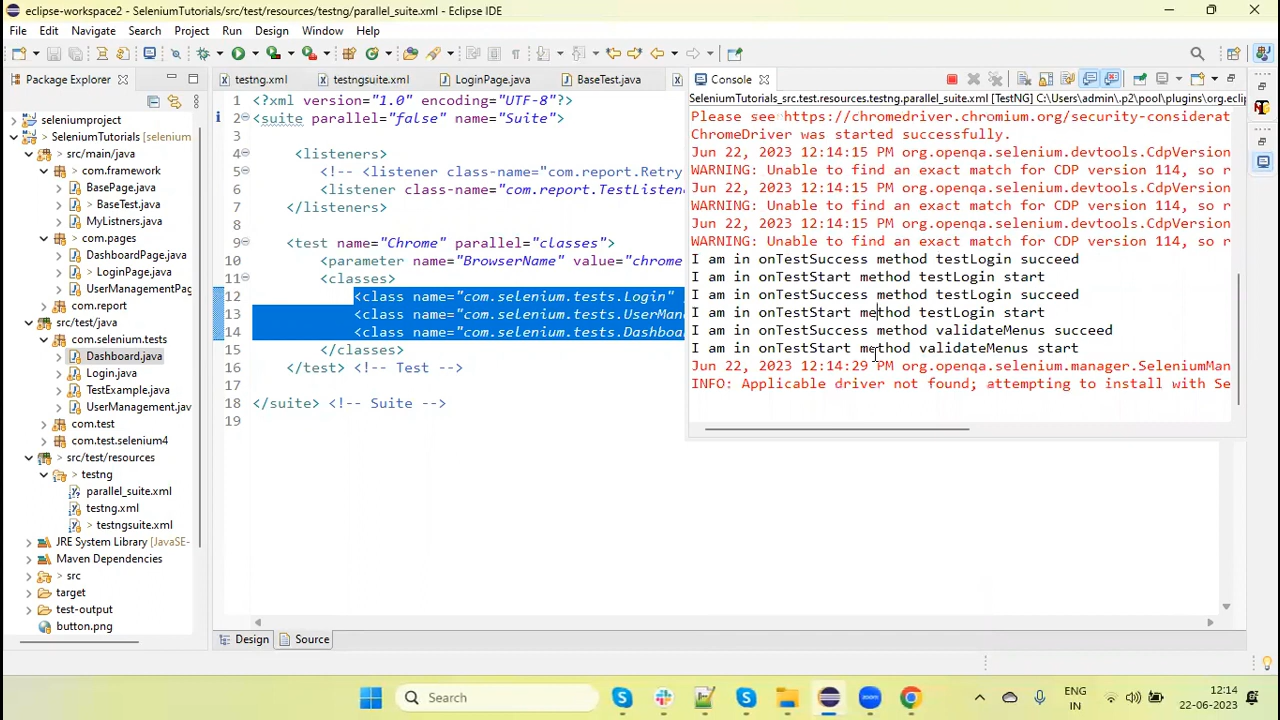 eclipse-workspace2 - SeleniumTutorials/src/test/resources/testng/parallel_suite.xml - Eclipse IDE
File Edit Navigate Search Project Run Design Window Help
Package Explorer
seleniumproject
SeleniumTutorials
src/main/java
com.framework
BasePage.java
BaseTest.java
MyListners.java
com.pages
DashboardPage.java
LoginPage.java
UserManagementPag
com.report
src/test/java
com.selenium.tests
Dashboard.java
Login.java
TestExample.java
UserManagement.jav
com.test
com.test.selenium4
src/test/resources
testng
parallel_suite.xml
testng.xml
testngsuite.xml
JRE System Library [JavaSE-
Maven Dependencies
src
target
test-output
button.png
testng.xml testngsuite.xml LoginPage.java BaseTest.java
1 <?xml version="1.0" encoding="UTF-8"?>
2 <suite parallel="false" name="Suite">
3
4 <listeners>
5 <!-- <listener class-name="com.report.Retry
6 <listener class-name="com.report.TestListene
7 </listeners>
8
9 <test name="Chrome" parallel="classes">
10 <parameter name="BrowserName" value="chrome
11 <classes>
12 <class name="com.selenium.tests.Login"
13 <class name="com.selenium.tests.UserMan
14 <class name="com.selenium.tests.Dashboa
15 </classes>
16 </test> <!-- Test -->
17
18 </suite> <!-- Suite -->
19
Design Source
Console
SeleniumTutorials_src.test.resources.testng.parallel_suite.xml [TestNG] C:\Users\admin\.p2\pool\plugins\org.ecli
Please see https://chromedriver.chromium.org/security-considerat
ChromeDriver was started successfully.
Jun 22, 2023 12:14:15 PM org.openqa.selenium.devtools.CdpVersion
WARNING: Unable to find an exact match for CDP version 114, so r
Jun 22, 2023 12:14:15 PM org.openqa.selenium.devtools.CdpVersion
WARNING: Unable to find an exact match for CDP version 114, so r
Jun 22, 2023 12:14:15 PM org.openqa.selenium.devtools.CdpVersion
WARNING: Unable to find an exact match for CDP version 114, so r
I am in onTestSuccess method testLogin succeed
I am in onTestStart method testLogin start
I am in onTestSuccess method testLogin succeed
I am in onTestStart method testLogin start
I am in onTestSuccess method validateMenus succeed
I am in onTestStart method validateMenus start
Jun 22, 2023 12:14:29 PM org.openqa.selenium.manager.SeleniumMan
INFO: Applicable driver not found; attempting to install with Se
Search
ENG
IN
12:14
22-06-2023